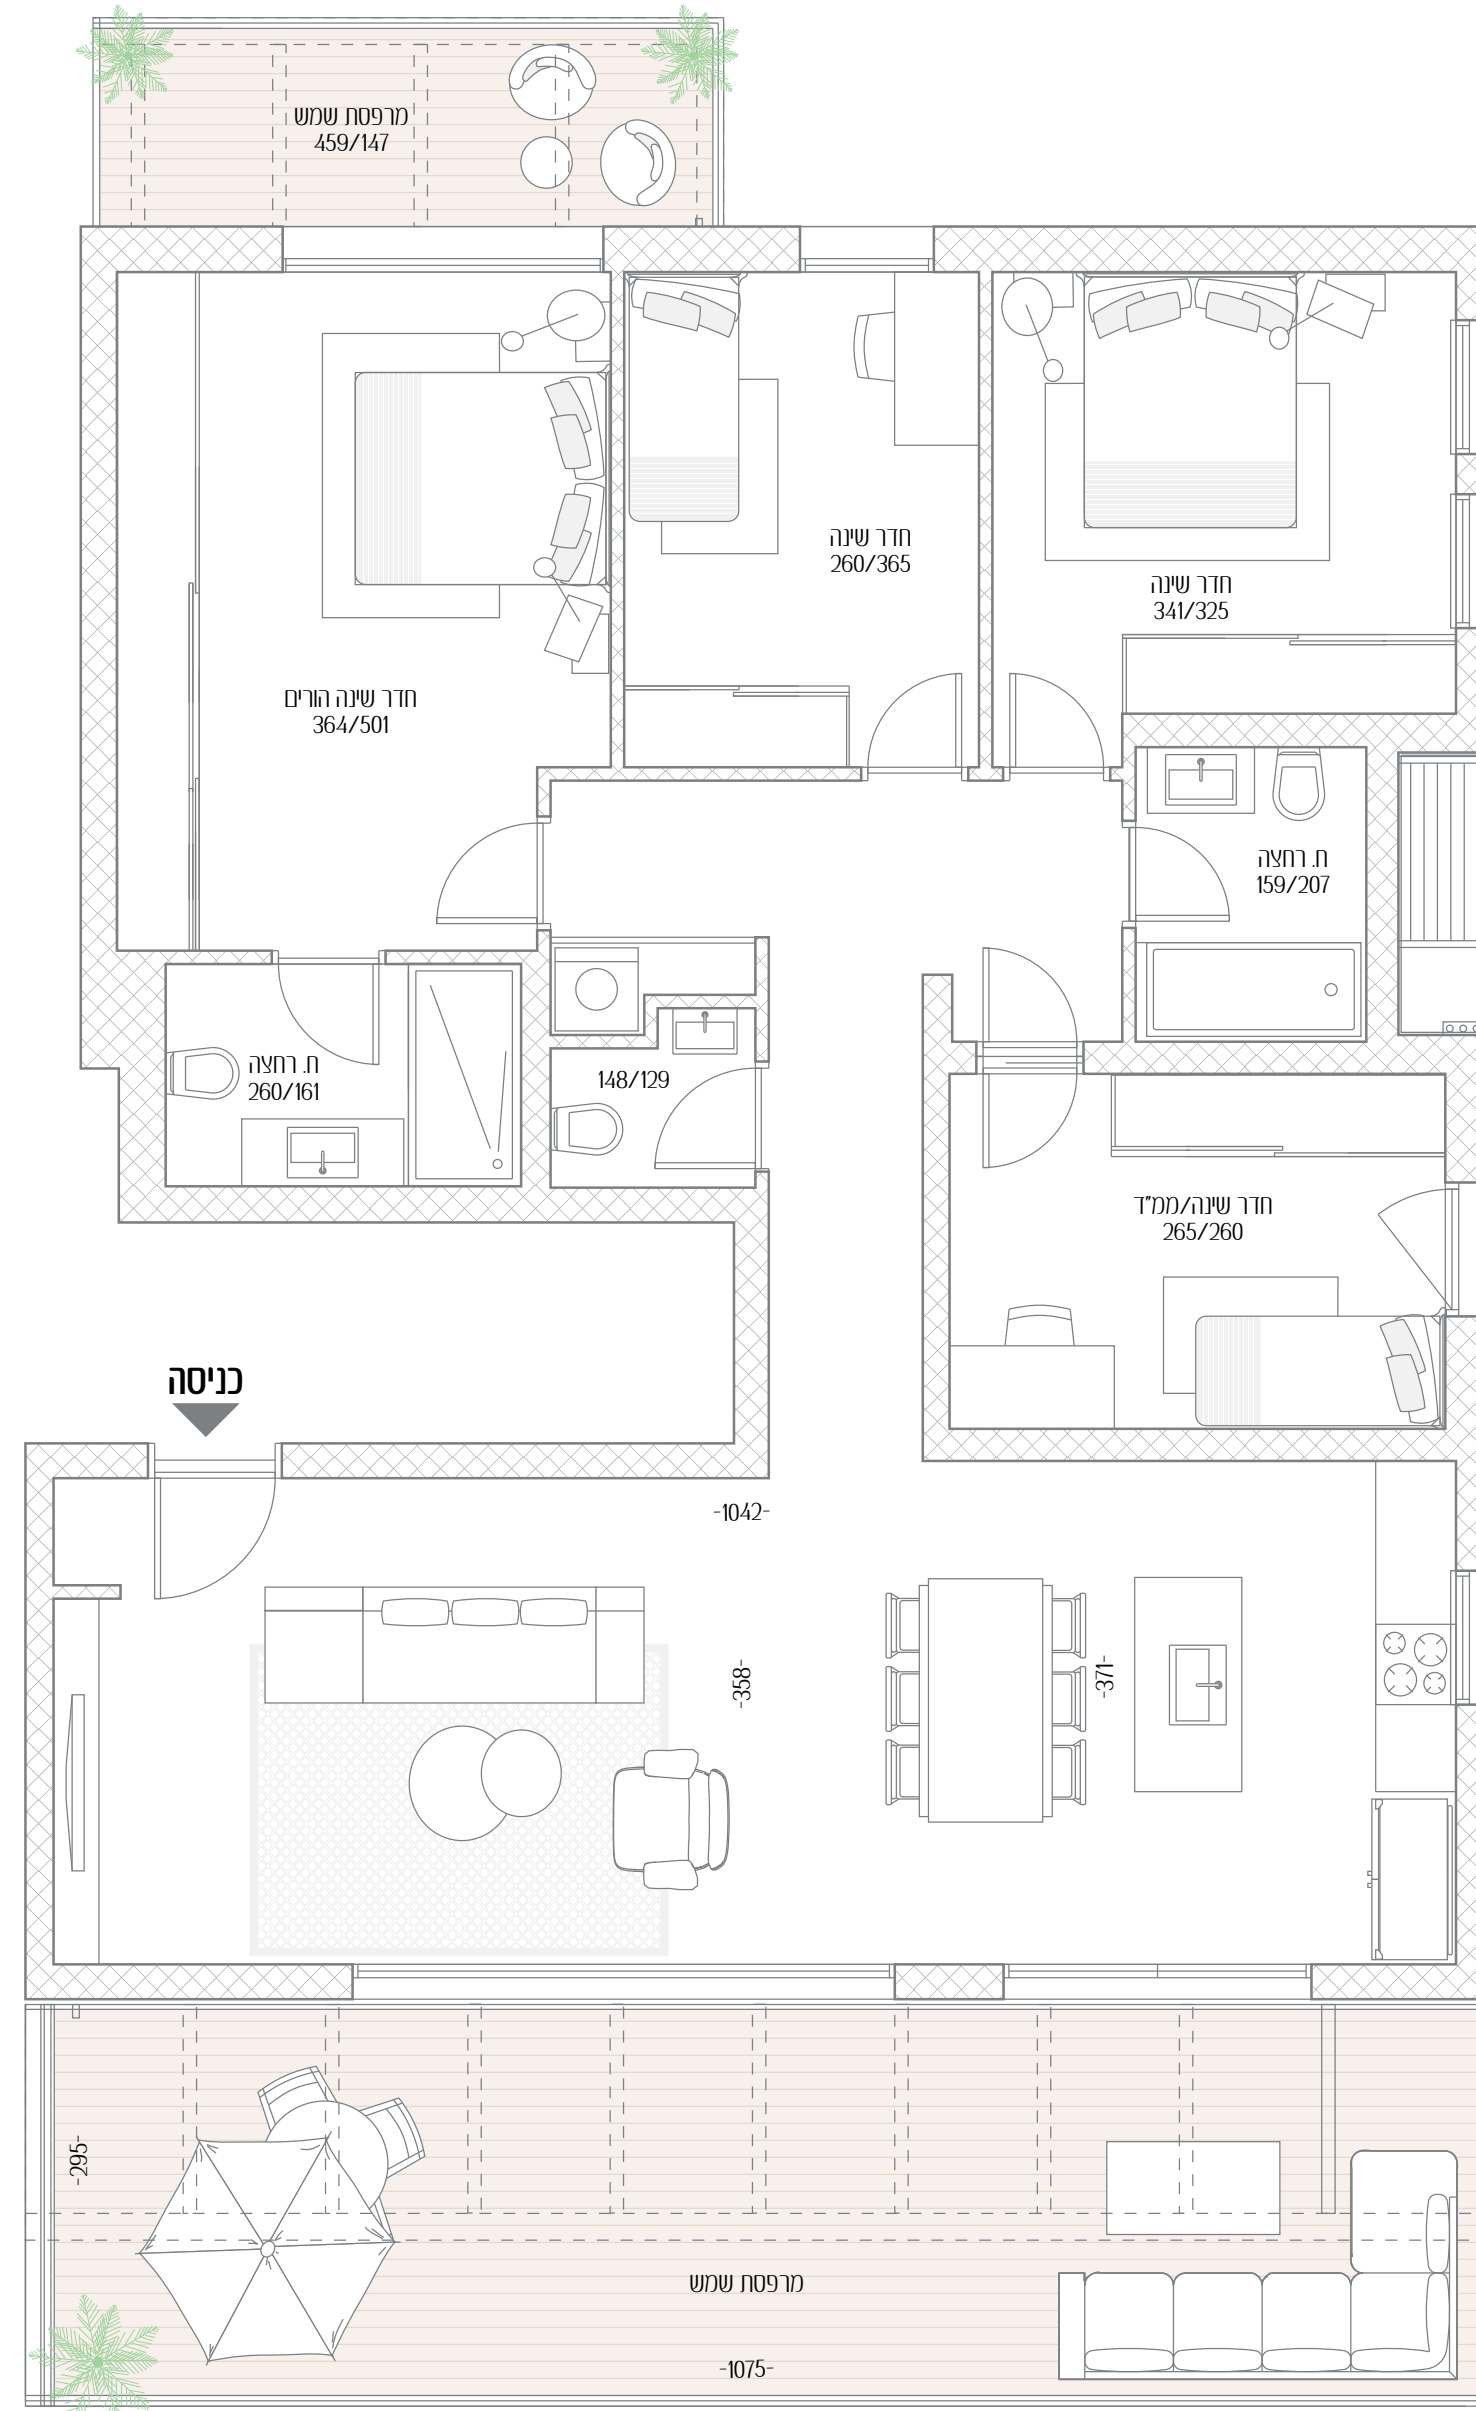 מרפסת שמש
459/147
חדר שינה
260/365
חדר שינה
341/325
חדר שינה הורים
364/501
ח. רחצה
159/207
ח. רחצה
260/161
148/129
חדר שינה/ממ"ד
265/260
כניסה
-1042-
-358-
-371-
-295-
מרפסת שמש
-1075-